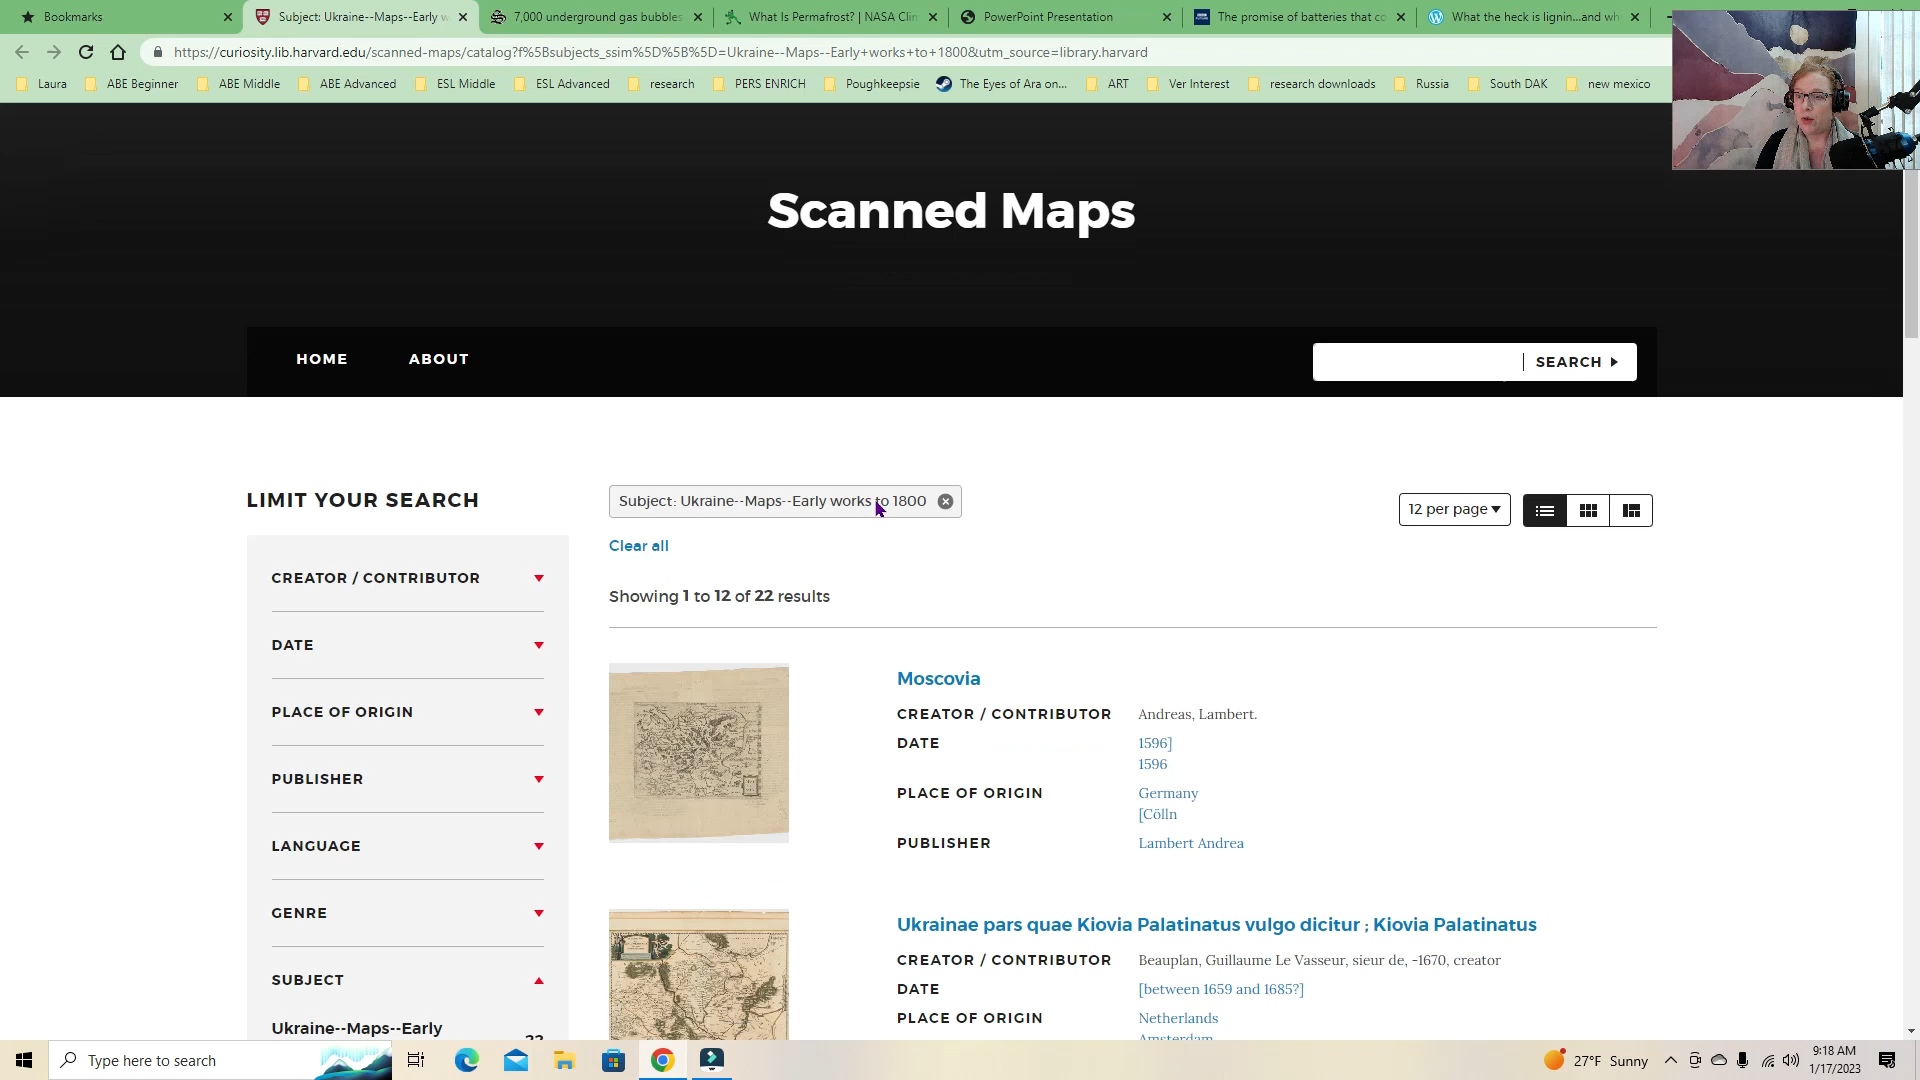 Bookmarks
Subject: Ukraine--Maps--Early w
7,000 underground gas bubbles
What Is Permafrost? | NASA Clim
PowerPoint Presentation
The promise of batteries that co
What the heck is lignin…and wh
https://curiosity.lib.harvard.edu/scanned-maps/catalog?f%5Bsubjects_ssim%5D%5B%5D=Ukraine--Maps--Early+works+to+1800&utm_source=library.harvard
Laura
ABE Beginner
ABE Middle
ABE Advanced
ESL Middle
ESL Advanced
research
PERS ENRICH
Poughkeepsie
The Eyes of Ara on...
ART
Ver Interest
research downloads
Russia
South DAK
new mexico
Scanned Maps
HOME
ABOUT
SEARCH
LIMIT YOUR SEARCH
CREATOR / CONTRIBUTOR
DATE
PLACE OF ORIGIN
PUBLISHER
LANGUAGE
GENRE
SUBJECT
Ukraine--Maps--Early
22
Subject: Ukraine--Maps--Early works to 1800
12 per page
Clear all
Showing 1 to 12 of 22 results
Moscovia
CREATOR / CONTRIBUTOR Andreas, Lambert.
DATE 1596]
1596
PLACE OF ORIGIN Germany
[Cölln
PUBLISHER Lambert Andrea
Ukrainae pars quae Kiovia Palatinatus vulgo dicitur ; Kiovia Palatinatus
CREATOR / CONTRIBUTOR Beauplan, Guillaume Le Vasseur, sieur de, -1670, creator
DATE [between 1659 and 1685?]
PLACE OF ORIGIN Netherlands
Amsterdam
Type here to search
27°F Sunny
9:18 AM
1/17/2023